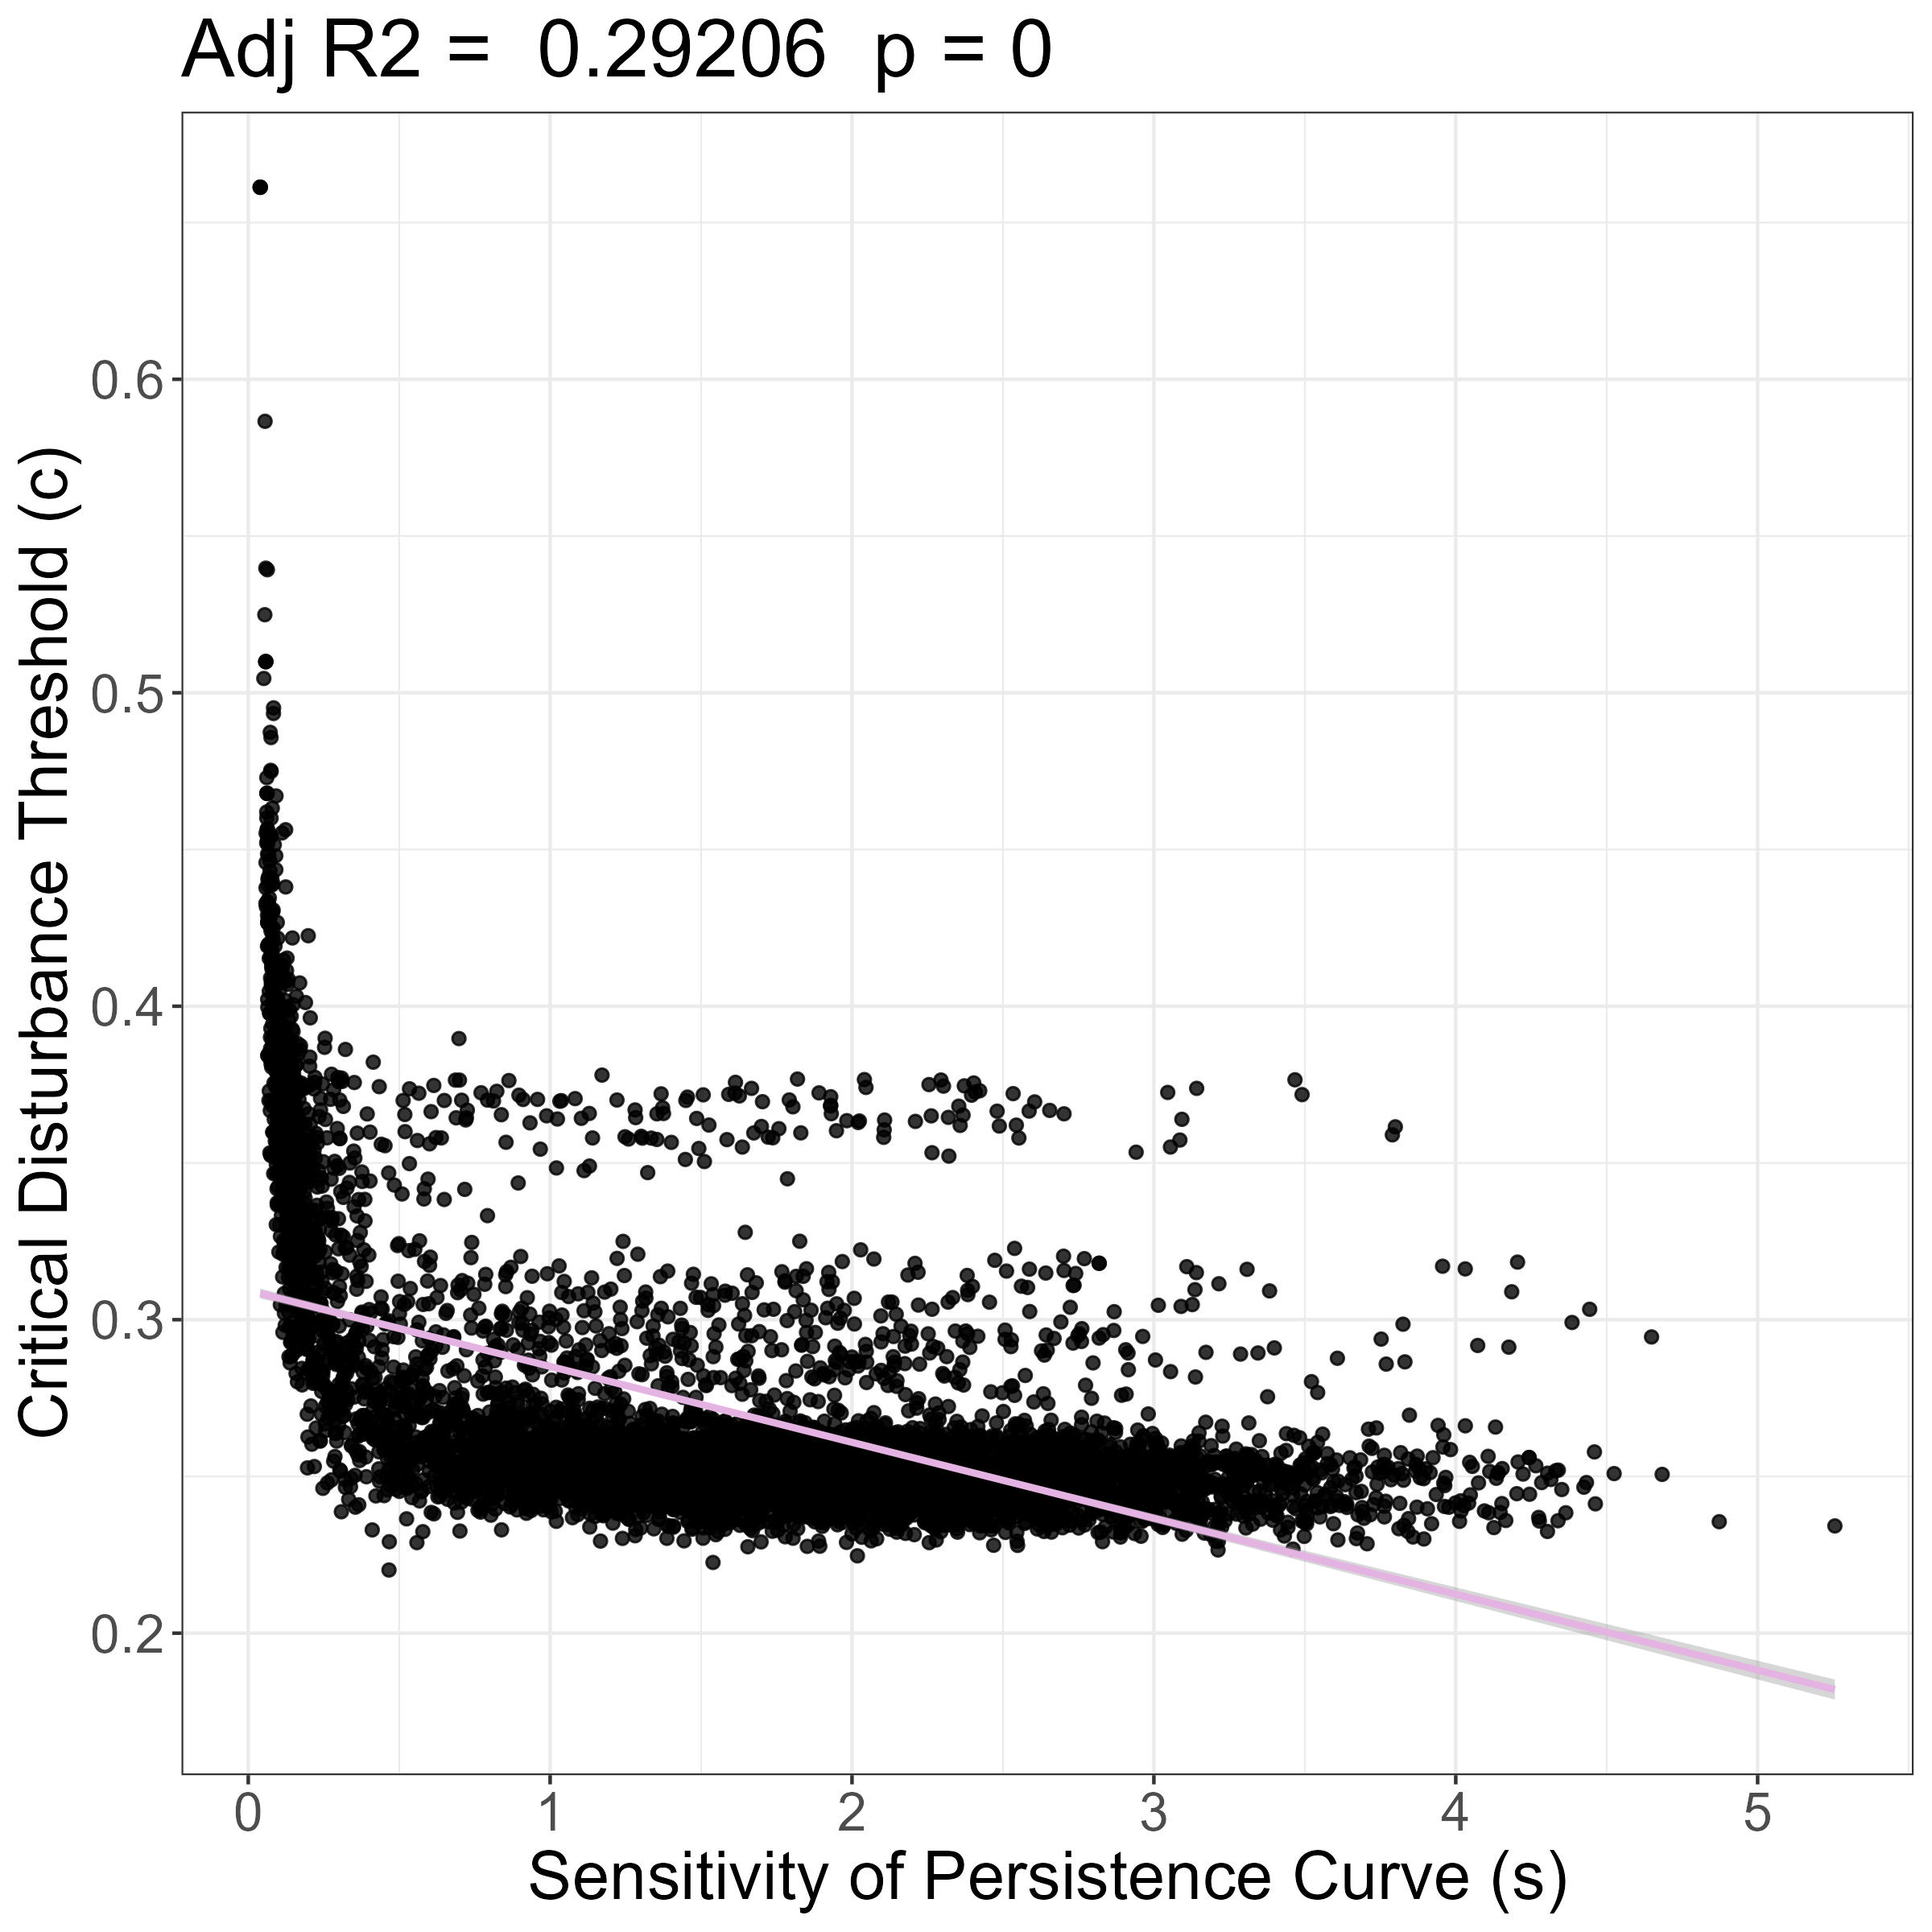 Adj R2 =  0.29206  p = 0
Critical Disturbance Threshold (c)
0.6
0.5
0.4
0.3
0.2
0 1 2 3 4 5
Sensitivity of Persistence Curve (s)